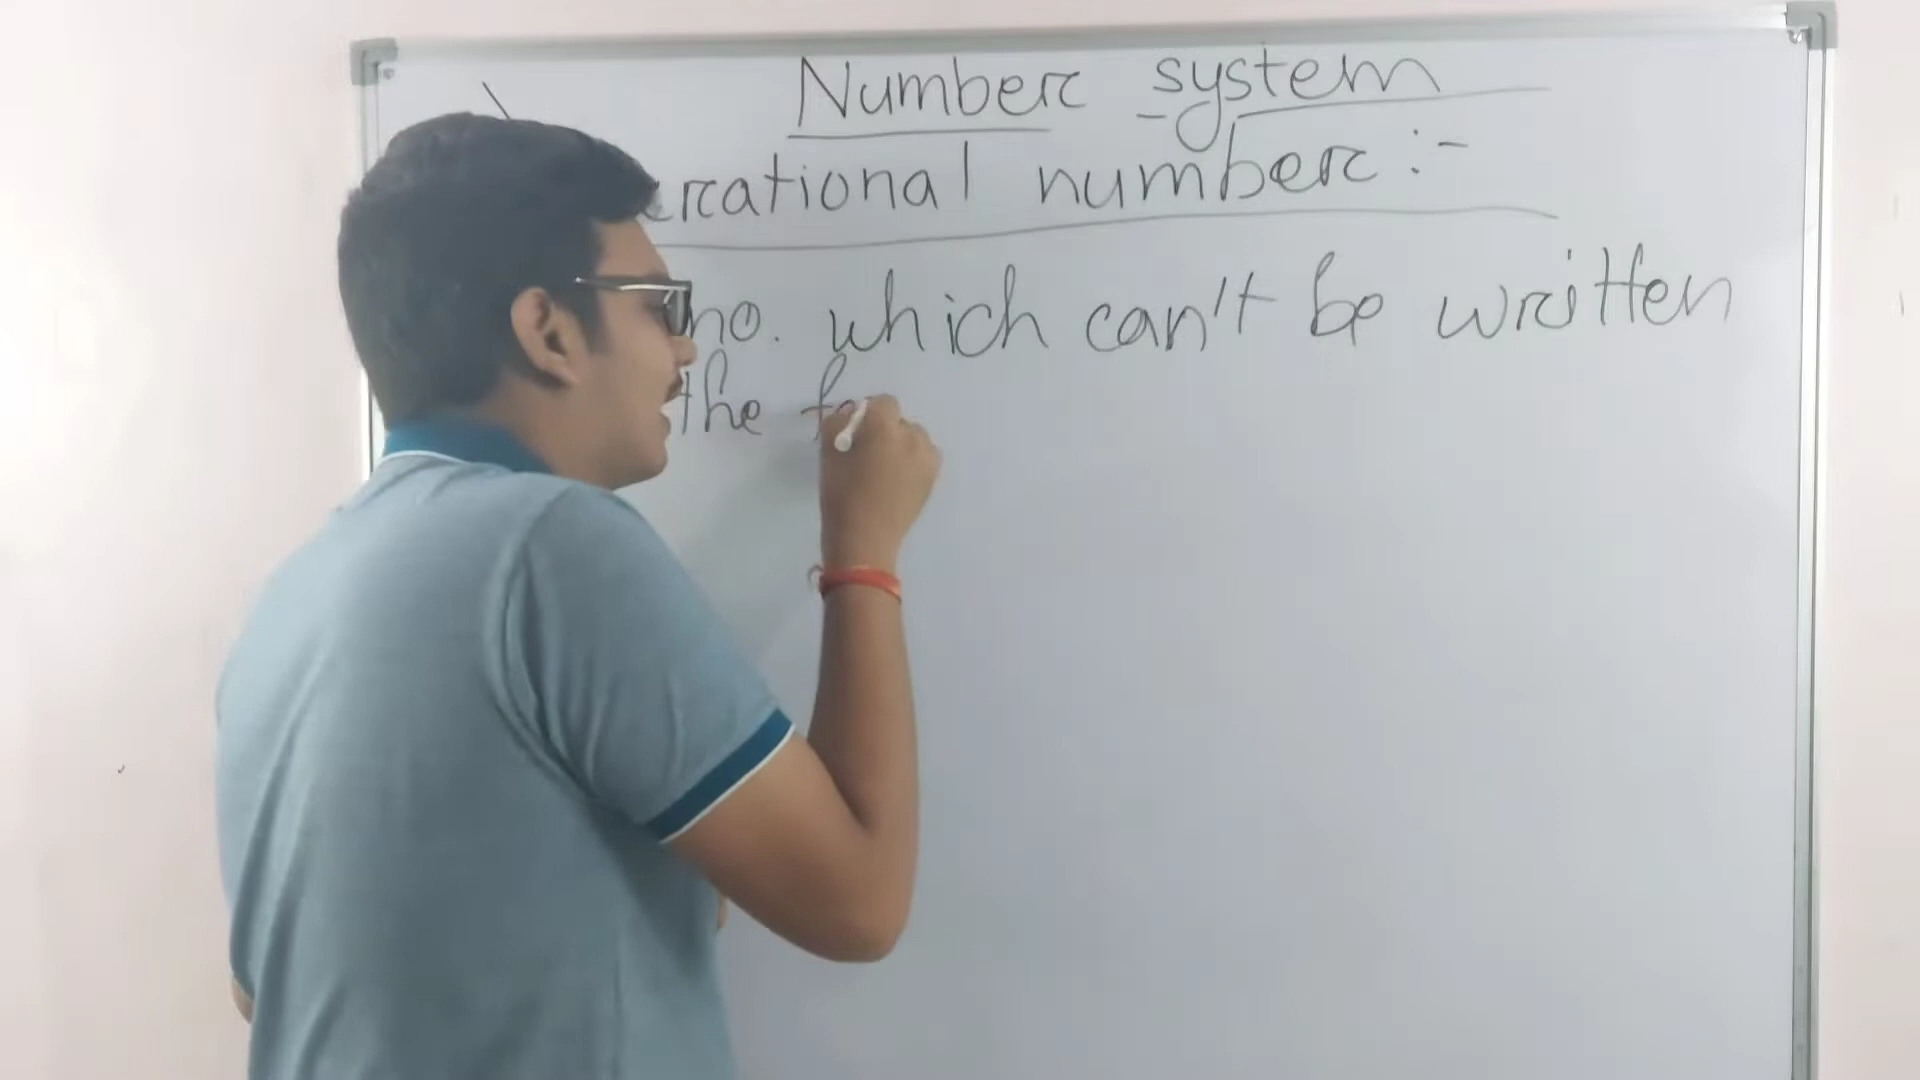 Number system
rational number :-
no. which can't be written
the